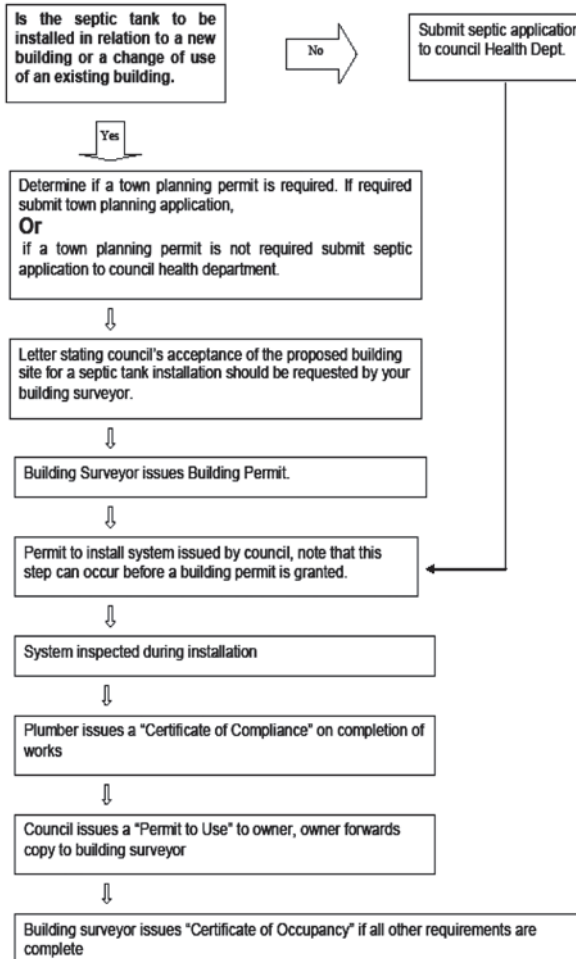 Is the septic tank to be
installed in relation to a new
building or a change of use
of an existing building.
No
Submit septic application
to council Health Dept.
Yes
Determine if a town planning permit is required. If required
submit town planning application,
Or
if a town planning permit is not required submit septic
application to council health department.
Letter stating council's acceptance of the proposed building
site for a septic tank installation should be requested by your
building surveyor.
Building Surveyor issues Building Permit.
Permit to install system issued by council, note that this
step can occur before a building permit is granted.
System inspected during installation
Plumber issues a “Certificate of Compliance” on completion of
works
Council issues a “Permit to Use” to owner, owner forwards
copy to building surveyor
Building surveyor issues “Certificate of Occupancy” if all other requirements are
complete